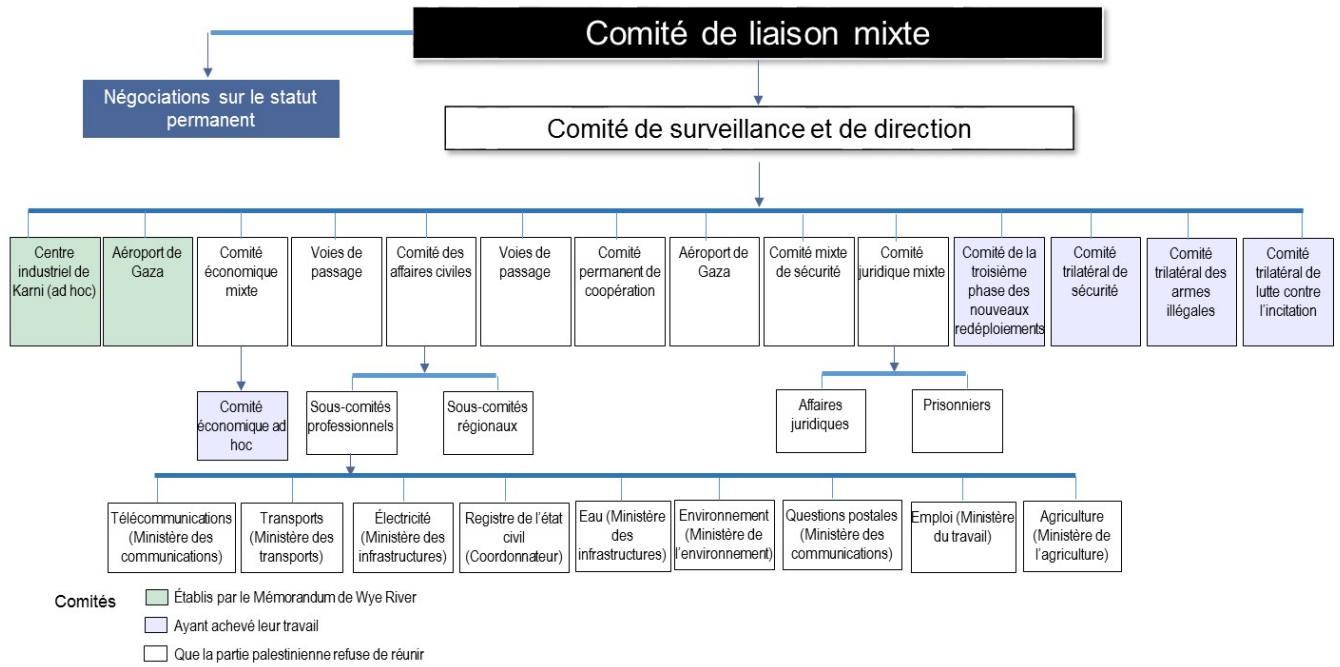 Comité de liaison mixte
Négociations sur le statut
permanent
Comité de surveillance et de direction
Centre
industriel de
Karni (ad hoc)
Aéroport de
Gaza
Comité
économique
mixte
Voies de
passage
Comité des
affaires civiles
Voies de
passage
Comité
permanent de
coopération
Aéroport de
Gaza
Comité mixte
de sécurité
Comité
juridique mixte
Comité de la
troisième
phase des
nouveaux
redéploiements
Comité
trilatéral de
sécurité
Comité
trilatéral des
armes
illégales
Comité
trilatéral de
lutte contre
l’incitation
Comité
économique ad
hoc
Sous-comités
professionnels
Sous-comités
régionaux
Affaires
juridiques
Prisonniers
Télécommunications
(Ministère des
communications)
Transports
(Ministère des
transports)
Électricité
(Ministère des
infrastructures)
Registre de l’état
civil
(Coordonnateur)
Eau (Ministère
des
infrastructures)
Environnement
(Ministère de
l’environnement)
Questions postales
(Ministère des
communications)
Emploi (Ministère
du travail)
Agriculture
(Ministère de
l’agriculture)
Comités
Établis par le Mémorandum de Wye River
Ayant achevé leur travail
Que la partie palestinienne refuse de réunir